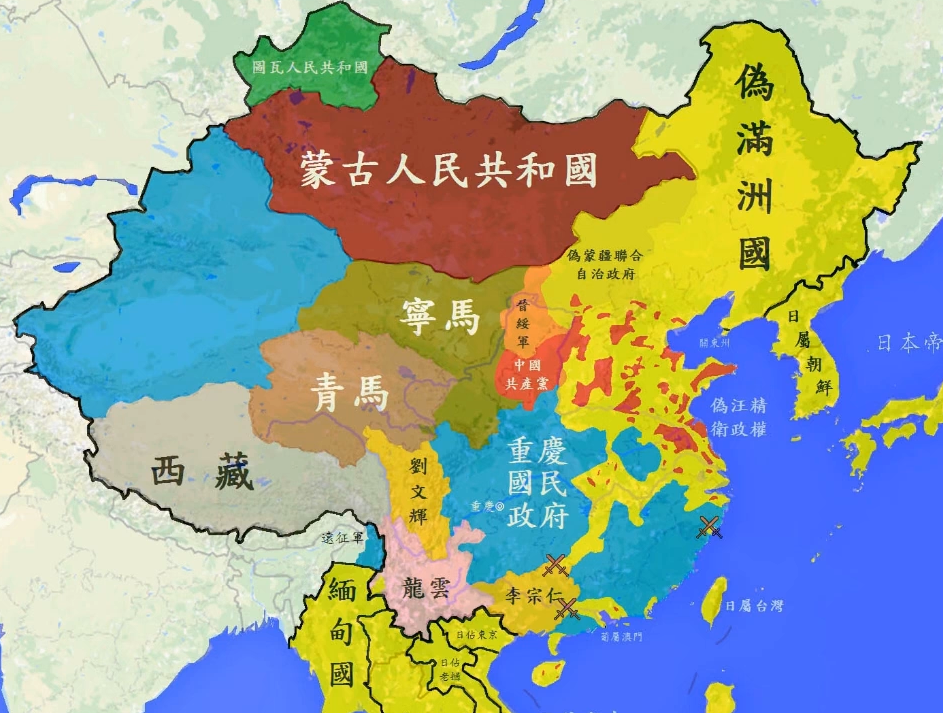 圖瓦人民共和國
蒙古人民共和國
偽滿洲國
偽蒙疆聯合
自治政府
寧馬
晉綏軍
中國
共產黨
日屬朝鮮
關東州
日本帝
青馬
偽汪精
衛政權
西藏
劉文輝
重慶
國民
政府
重慶
遠征軍
龍雲
李宗仁
緬甸國
日屬台灣
葡屬澳門
日佔東京
日佔
老撾